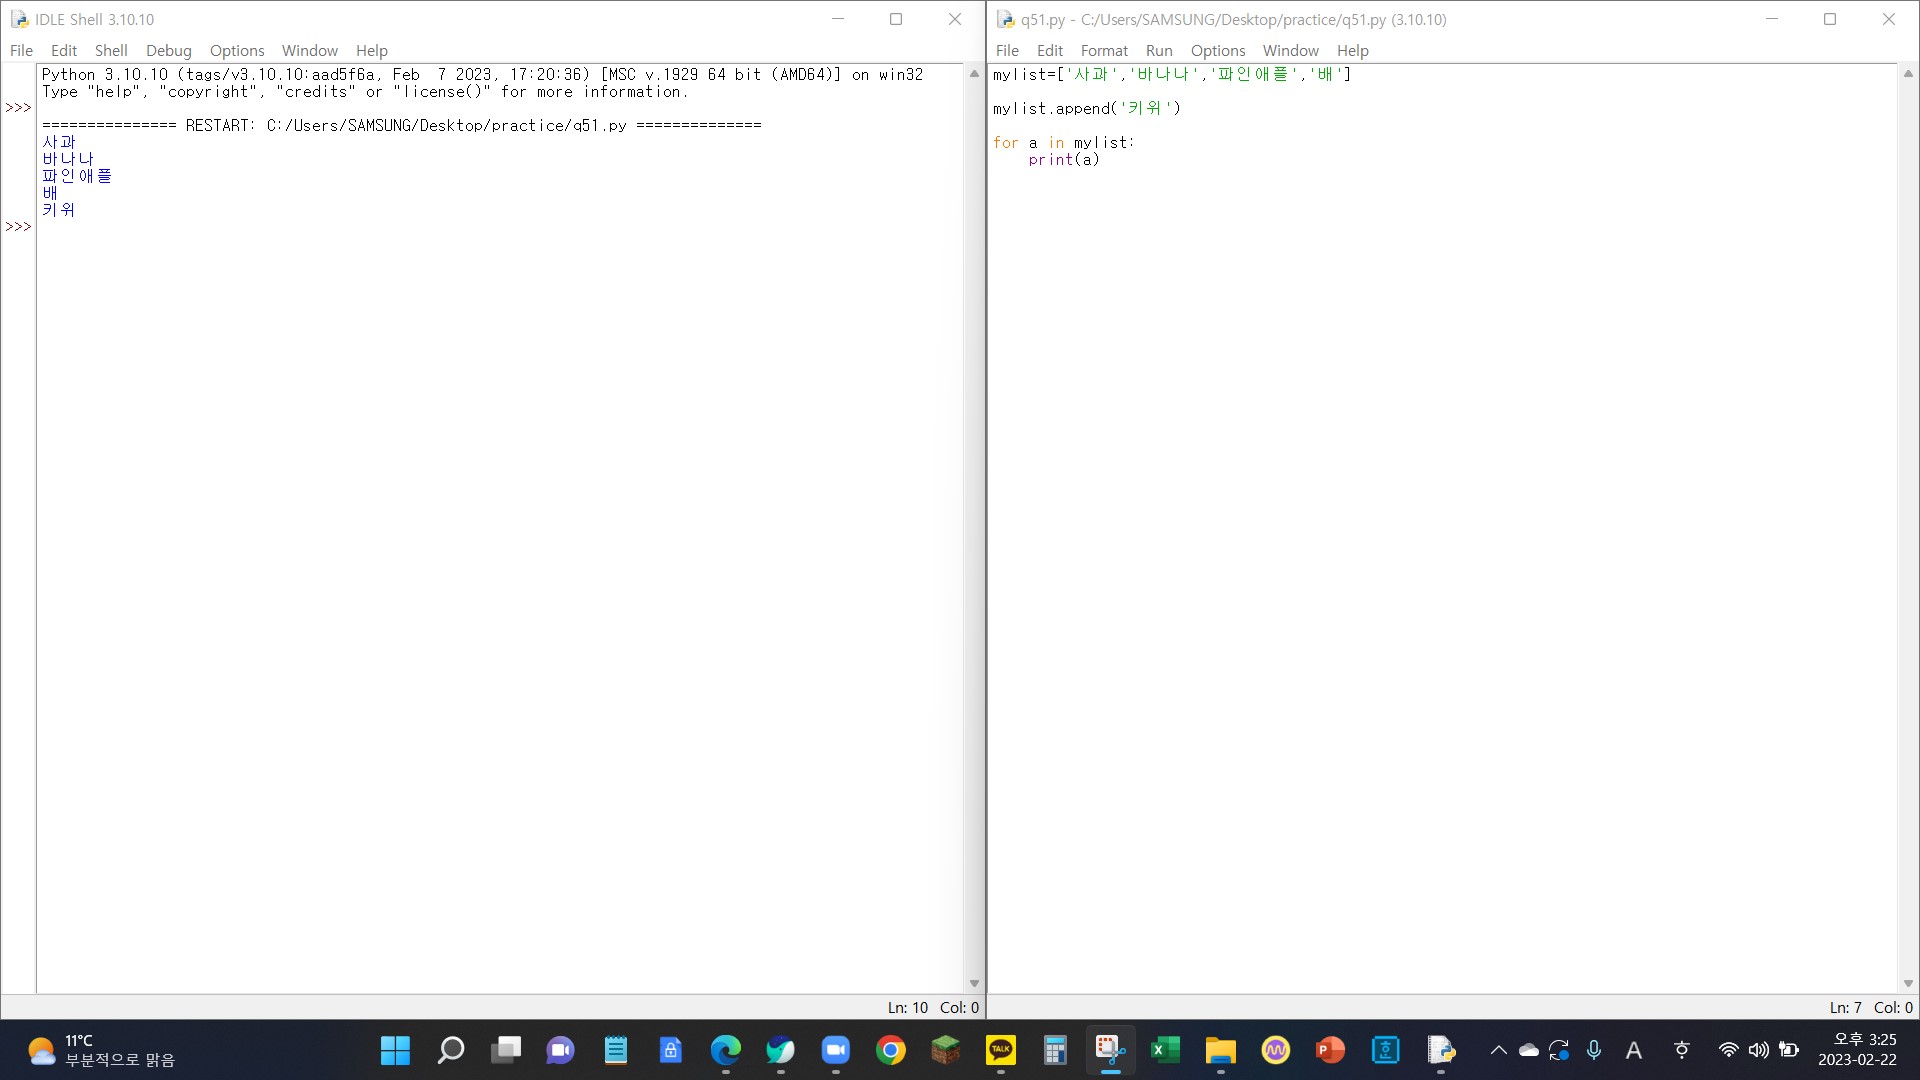 IDLE Shell 3.10.10
File Edit Shell Debug Options Window Help
Python 3.10.10 (tags/v3.10.10:aad5f6a, Feb  7 2023, 17:20:36) [MSC v.1929 64 bit (AMD64)] on win32
Type "help", "copyright", "credits" or "license()" for more information.
>>>
=============== RESTART: C:/Users/SAMSUNG/Desktop/practice/q51.py ==============
사과
바나나
파인애플
배
키위
>>>
Ln: 10 Col: 0
q51.py - C:/Users/SAMSUNG/Desktop/practice/q51.py (3.10.10)
File Edit Format Run Options Window Help
mylist=['사과','바나나','파인애플','배']
mylist.append('키위')
for a in mylist:
    print(a)
Ln: 7 Col: 0
11°C
부분적으로 맑음
TALK
A
오후 3:25
2023-02-22